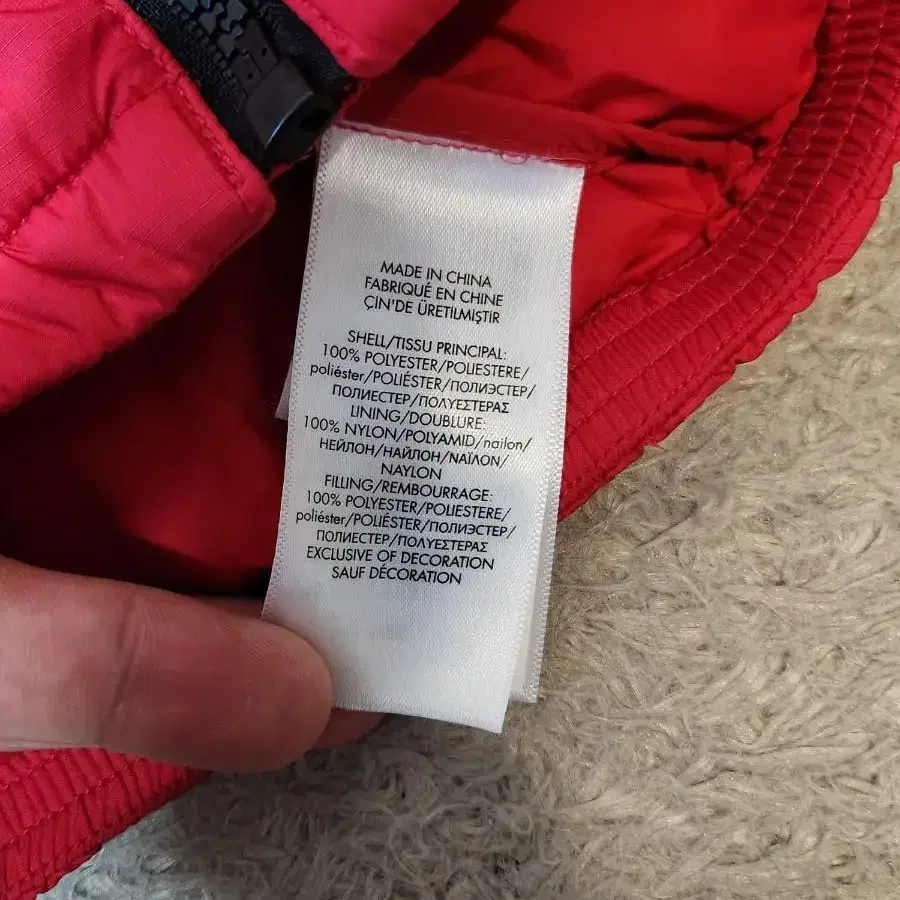 MADE IN CHINA
FABRIQUÉ EN CHINE
ÇIN'DE ÜRETILMIŞTIR
SHELL/TISSU PRINCIPAL:
100% POLYESTER/POLIESTERE/
poliéster/POLIÉSTER/ПОЛИЭСТЕР/
ПОЛИЕСТЕР/ΠΟΛΥΕΣΤΕΡΑΣ
LINING/DOUBLURE:
100% NYLON/POLYAMID/nailon/
НЕЙЛОН/НАЙЛОН/ΝΑΪΛΟΝ/
NAYLON
FILLING/REMBOURRAGE:
100% POLYESTER/POLIESTERE/
poliéster/POLIÉSTER/ПОЛИЭСТЕР/
ПОЛИЕСТЕР/ΠΟΛΥΕΣΤΕΡΑΣ
EXCLUSIVE OF DECORATION
SAUF DÉCORATION